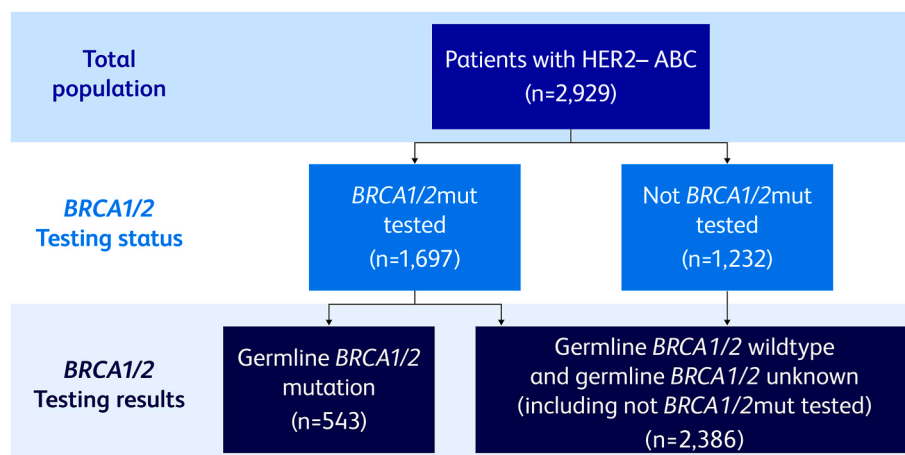 Total
population
Patients with HER2– ABC
(n=2,929)
BRCA1/2
Testing status
BRCA1/2mut
tested
(n=1,697)
Not BRCA1/2mut
tested
(n=1,232)
BRCA1/2
Testing results
Germline BRCA1/2
mutation
(n=543)
Germline BRCA1/2 wildtype
and germline BRCA1/2 unknown
(including not BRCA1/2mut tested)
(n=2,386)